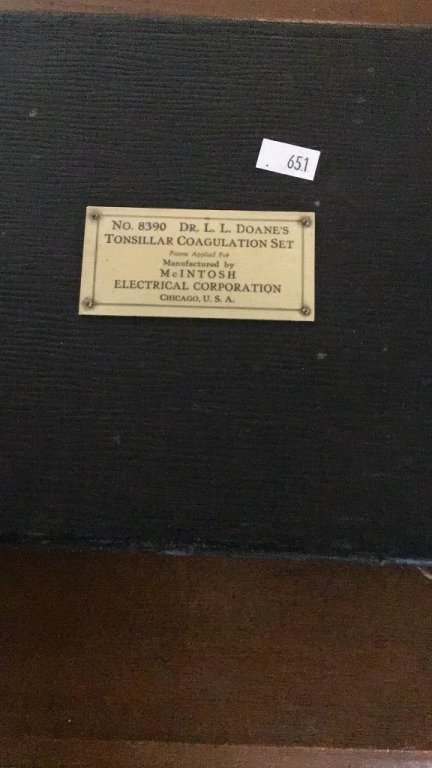 651
No. 8390 Dr. L. L. Doane's
Tonsillar Coagulation Set
Patent Applied For
Manufactured by
McINTOSH
ELECTRICAL CORPORATION
Chicago, U. S. A.